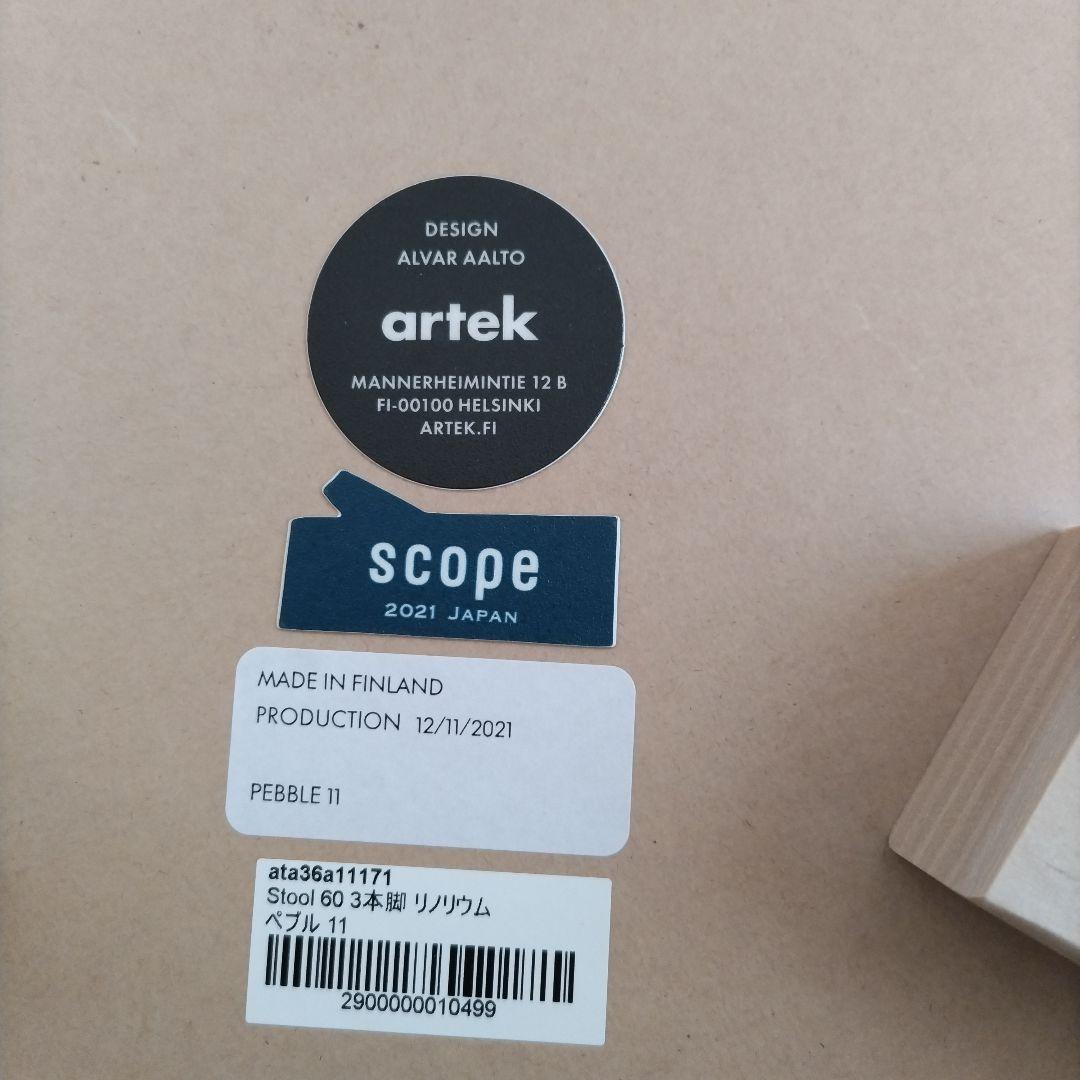 DESIGN
ALVAR AALTO
artek
MANNERHEIMINTIE 12 B
FI-00100 HELSINKI
ARTEK.FI
scope
2021 JAPAN
MADE IN FINLAND
PRODUCTION 12/11/2021
PEBBLE 11
ata36a11171
Stool 60 3本脚 リノリウム
ペブル 11
2900000010499